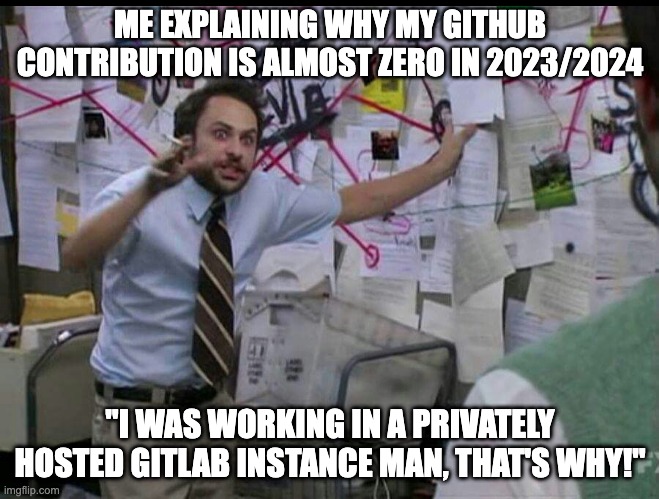 ME EXPLAINING WHY MY GITHUB
CONTRIBUTION IS ALMOST ZERO IN 2023/2024
"I WAS WORKING IN A PRIVATELY
HOSTED GITLAB INSTANCE MAN, THAT'S WHY!"
imgflip.com